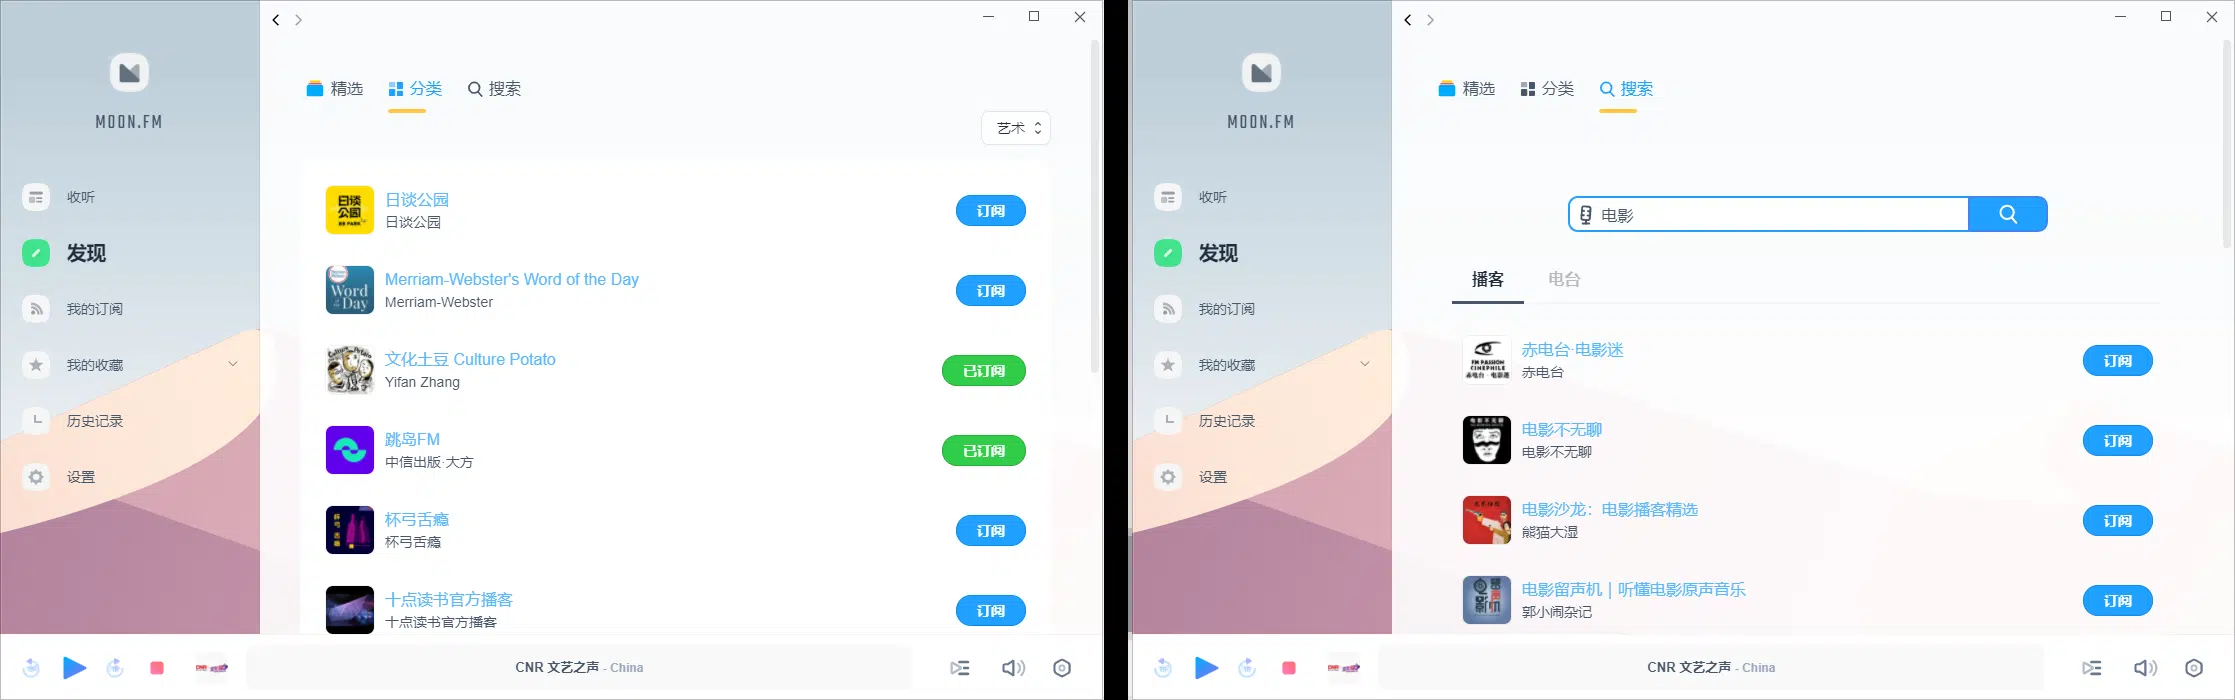 MOON.FM
收听
发现
我的订阅
我的收藏
历史记录
设置
精选 分类 搜索
艺术
日谈公园
日谈公园
订阅
Merriam-Webster's Word of the Day
Merriam-Webster
订阅
文化土豆 Culture Potato
Yifan Zhang
已订阅
跳岛FM
中信出版·大方
已订阅
杯弓舌瘾
杯弓舌瘾
订阅
十点读书官方播客
十点读书官方播客
订阅
CNR 文艺之声 - China
MOON.FM
收听
发现
我的订阅
我的收藏
历史记录
设置
精选 分类 搜索
电影
播客 电台
赤电台·电影迷
赤电台
订阅
电影不无聊
电影不无聊
订阅
电影沙龙：电影播客精选
熊猫大湿
订阅
电影留声机｜听懂电影原声音乐
郭小闹杂记
订阅
CNR 文艺之声 - China